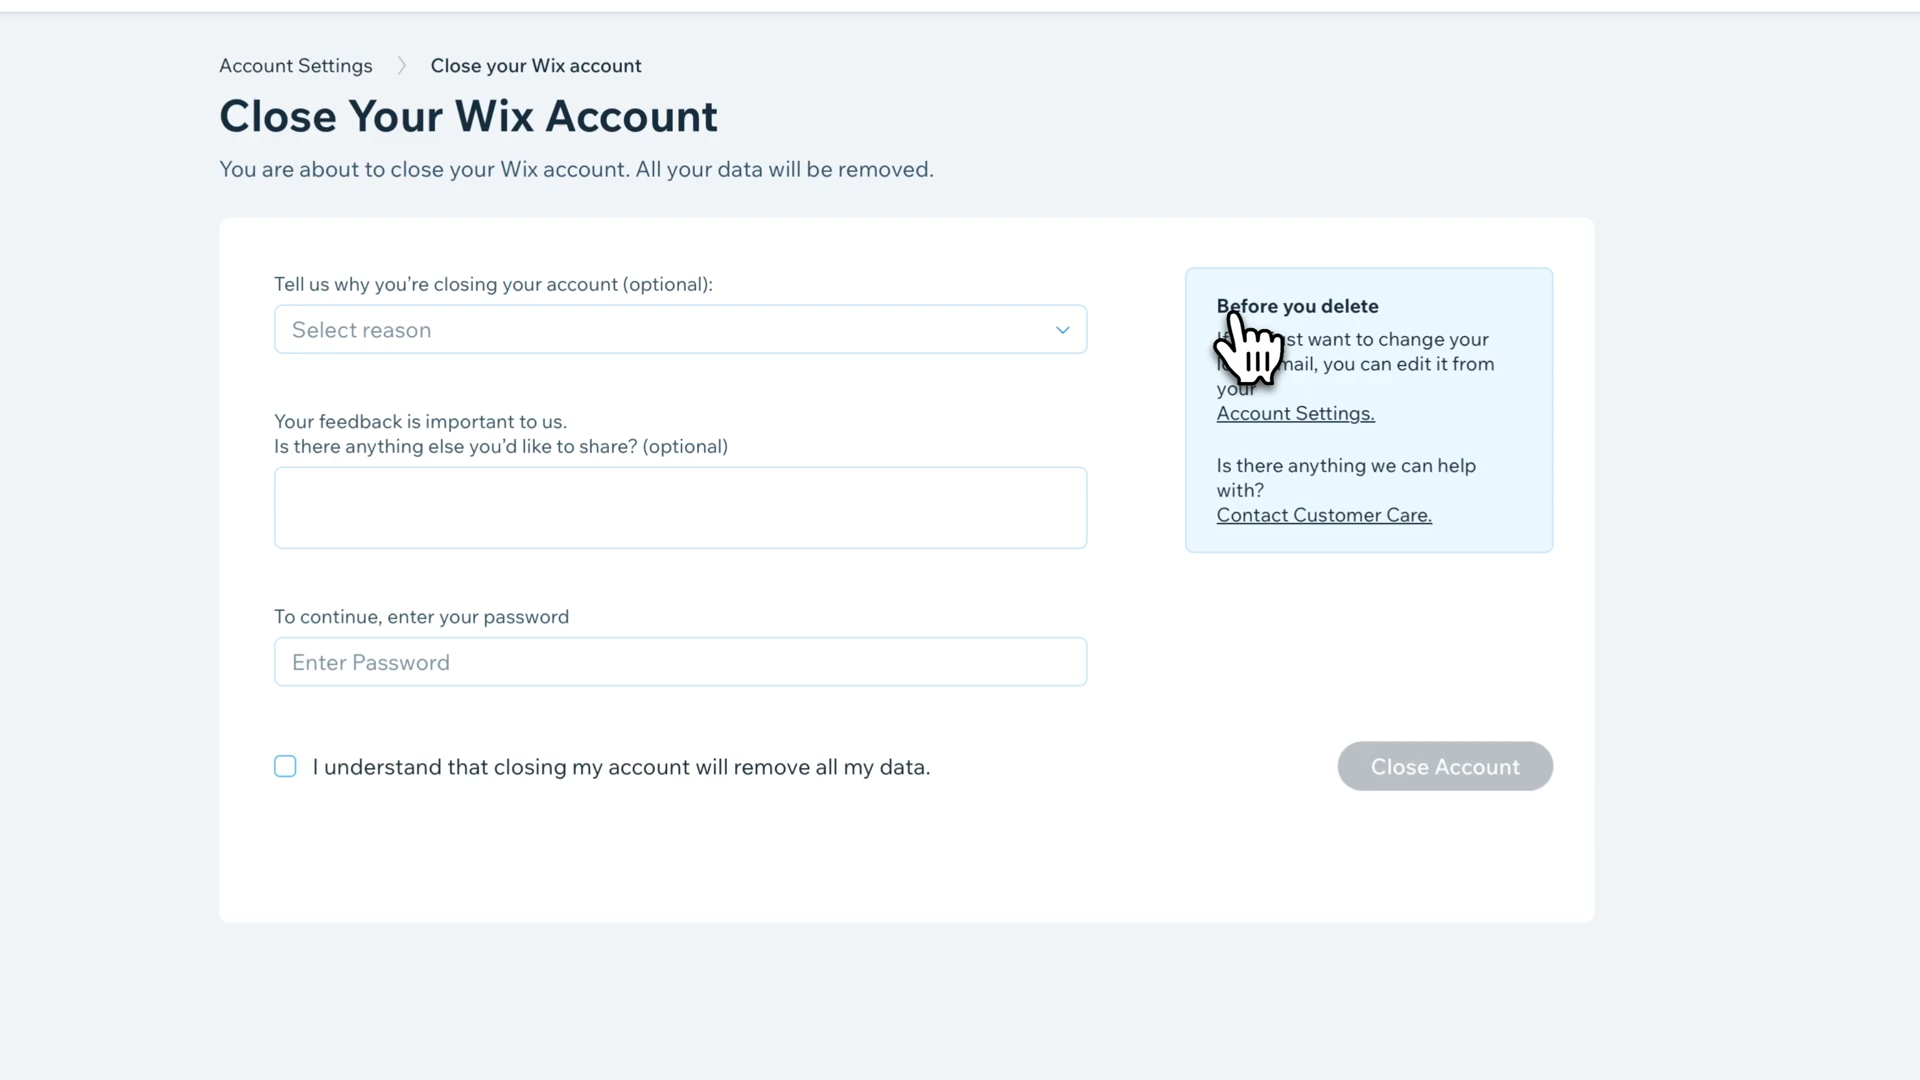 Account Settings
Close your Wix account
Close Your Wix Account
You are about to close your Wix account. All your data will be removed.
Tell us why you’re closing your account (optional):
Select reason
Your feedback is important to us.
Is there anything else you’d like to share? (optional)
To continue, enter your password
Enter Password
I understand that closing my account will remove all my data.
Before you delete
want to change your
you can edit it from
your
Account Settings.
Is there anything we can help
with?
Contact Customer Care.
Close Account